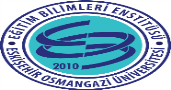 EĞİTİM BİLİMLERİ ENSTİTÜSÜ
2010
ESKİŞEHİR OSMANGAZİ ÜNİVERSİTESİ